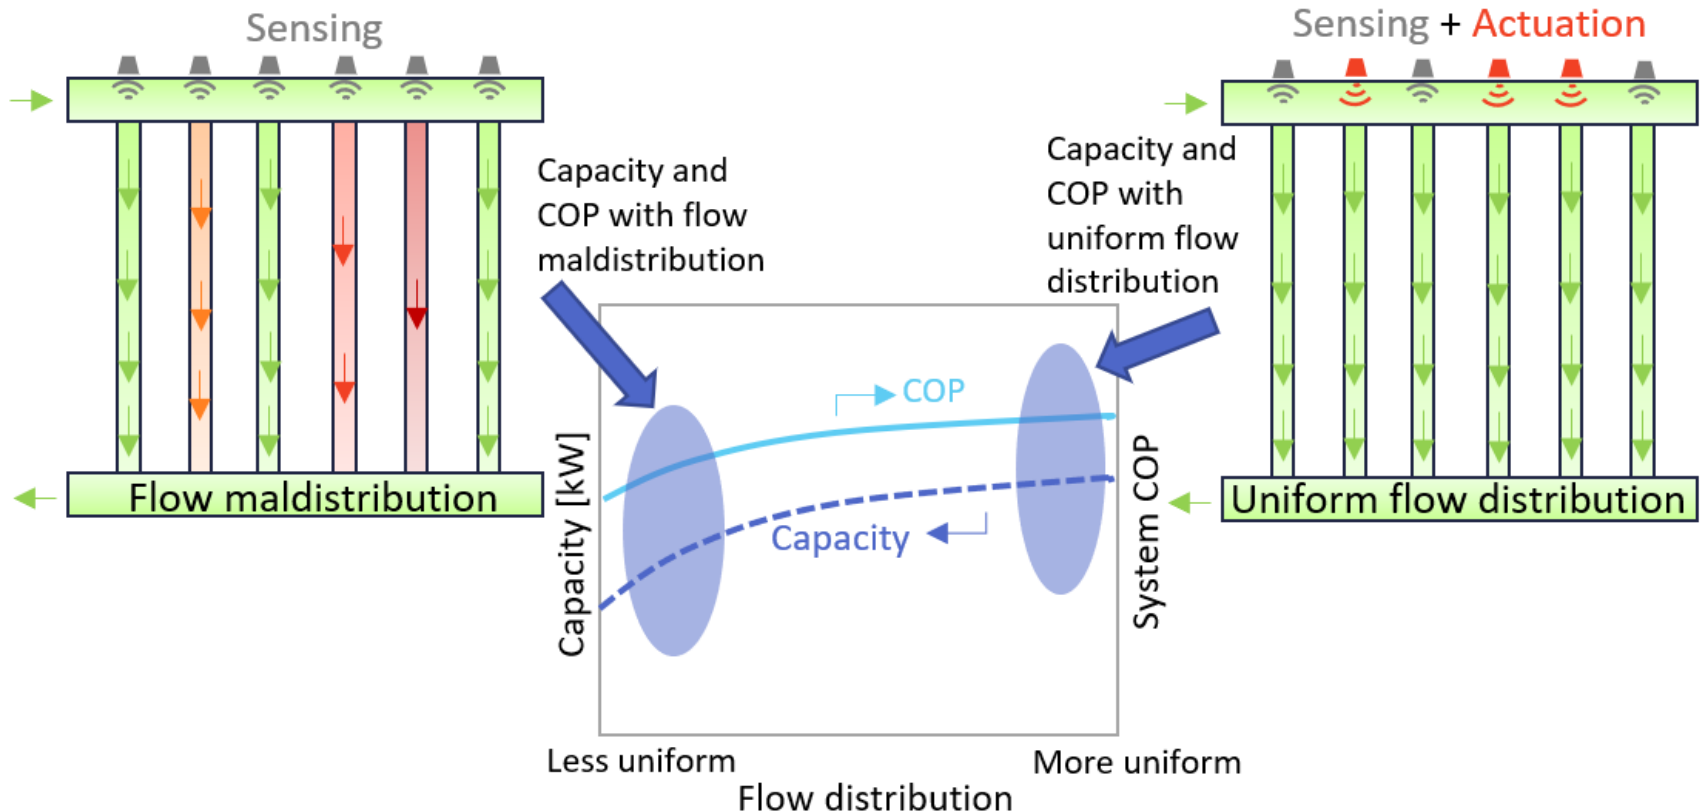 Sensing
Flow maldistribution
Capacity and
COP with flow
maldistribution
Capacity and
COP with
uniform flow
distribution
Sensing + Actuation
Uniform flow distribution
Capacity [kW]
COP
Capacity
System COP
Less uniform
More uniform
Flow distribution